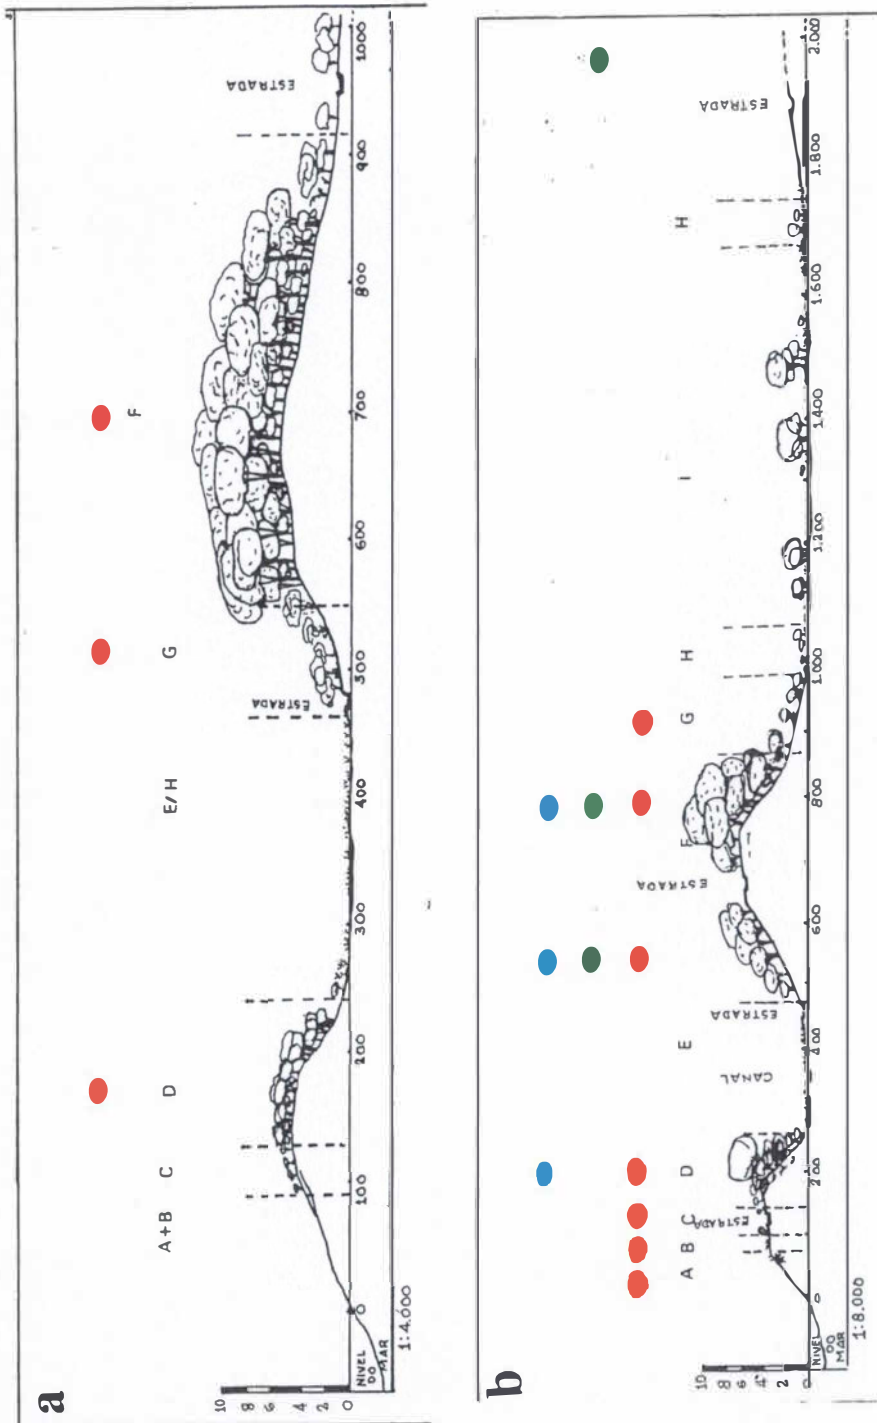 a
10
8
6
4
2
0
NIVEL
DO
MAR
1:4.000
0
100
200
300
400
500
600
700
800
900
1000
A+B
C
D
E/H
ESTRADA
G
F
ESTRADA
b
10
8
6
4
2
NIVEL
DO
MAR
1:8.000
0
200
400
600
800
1.000
1.200
1.400
1.600
1.800
2.000
A
B
C
ESTRADA
D
CANAL
E
ESTRADA
ESTRADA
F
G
H
I
H
ESTRADA